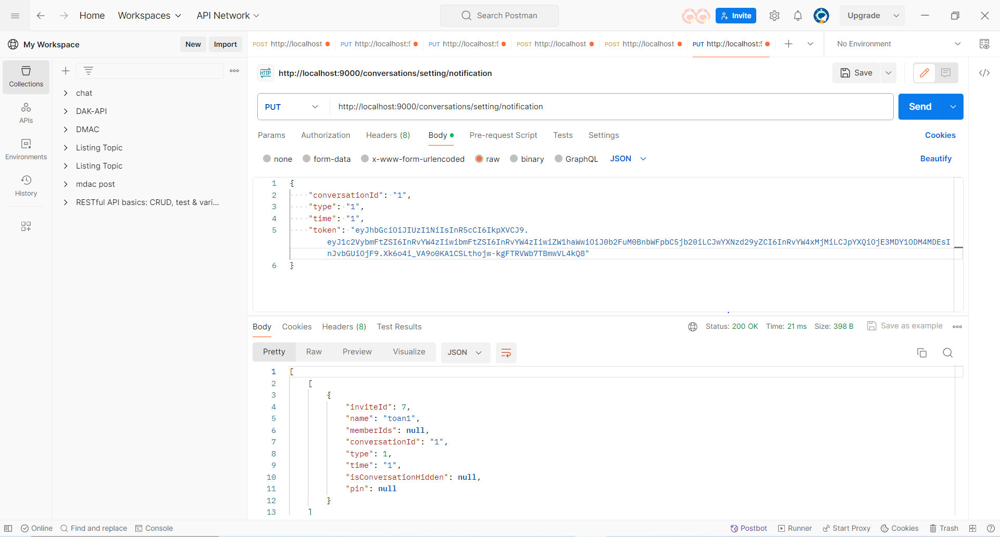 Home Workspaces API Network Search Postman Invite Upgrade
My Workspace New Import POST http://localhost PUT http://localhost:9 PUT http://localhost:9 POST http://localhost POST http://localhost PUT http://localhost:9 No Environment
HTTP http://localhost:9000/conversations/setting/notification Save
Collections
APIs
Environments
History
chat
DAK-API
DMAC
Listing Topic
Listing Topic
mdac post
RESTful API basics: CRUD, test & vari...
PUT http://localhost:9000/conversations/setting/notification Send
Params Authorization Headers (8) Body Pre-request Script Tests Settings Cookies
none form-data x-www-form-urlencoded raw binary GraphQL JSON Beautify
1 {
2 "conversationId": "1",
3 "type": "1",
4 "time": "1",
5 "token": "eyJhbGciOiJIUzI1NiIsInR5cCI6IkpXVCJ9.
eyJ1c2VybmFtZSI6InRvYW4zIiwibmFtZSI6InRvYW4zIiwiZW1haWwiOiJ0b2FuM0BnbWFpbC5jb20iLCJwYXNzd29yZCI6InRvYW4xMjMiLCJpYXQiOjE3MDY1ODM4MDEsI
nJvbGUiOjF9.Xk6o4i_VA9o0KA1CSLthojw-kgFTRVWb7TBmwVL4kQ8"
6 }
Body Cookies Headers (8) Test Results Status: 200 OK Time: 21 ms Size: 398 B Save as example
Pretty Raw Preview Visualize JSON
1 [
2 [
3 {
4 "inviteId": 7,
5 "name": "toan1",
6 "memberIds": null,
7 "conversationId": "1",
8 "type": 1,
9 "time": "1",
10 "isConversationHidden": null,
11 "pin": null
12 }
13 ]
Online Find and replace Console Postbot Runner Start Proxy Cookies Trash